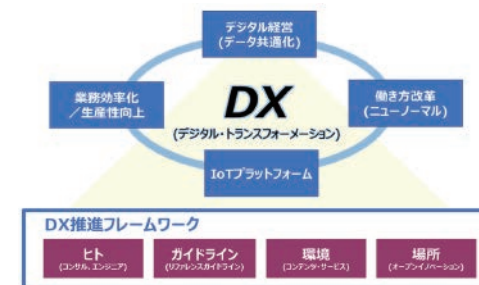 デジタル経営
(データ共通化)
業務効率化
／生産性向上
DX
(デジタル・トランスフォーメーション)
働き方改革
(ニューノーマル)
IoTプラットフォーム
DX推進フレームワーク
ヒト
(コンサル、エンジニア)
ガイドライン
(リファレンスガイドライン)
環境
(コンテンツ・サービス)
場所
(オープンイノベーション)